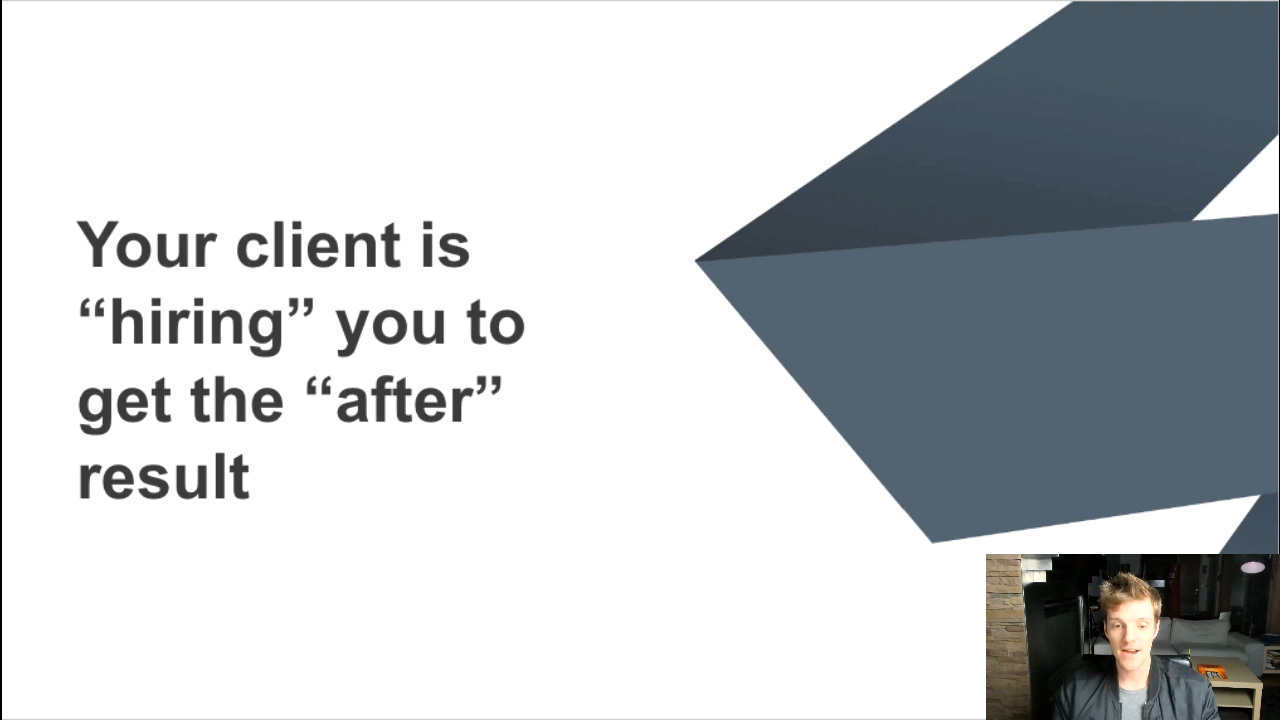 Your client is
“hiring” you to
get the “after”
result